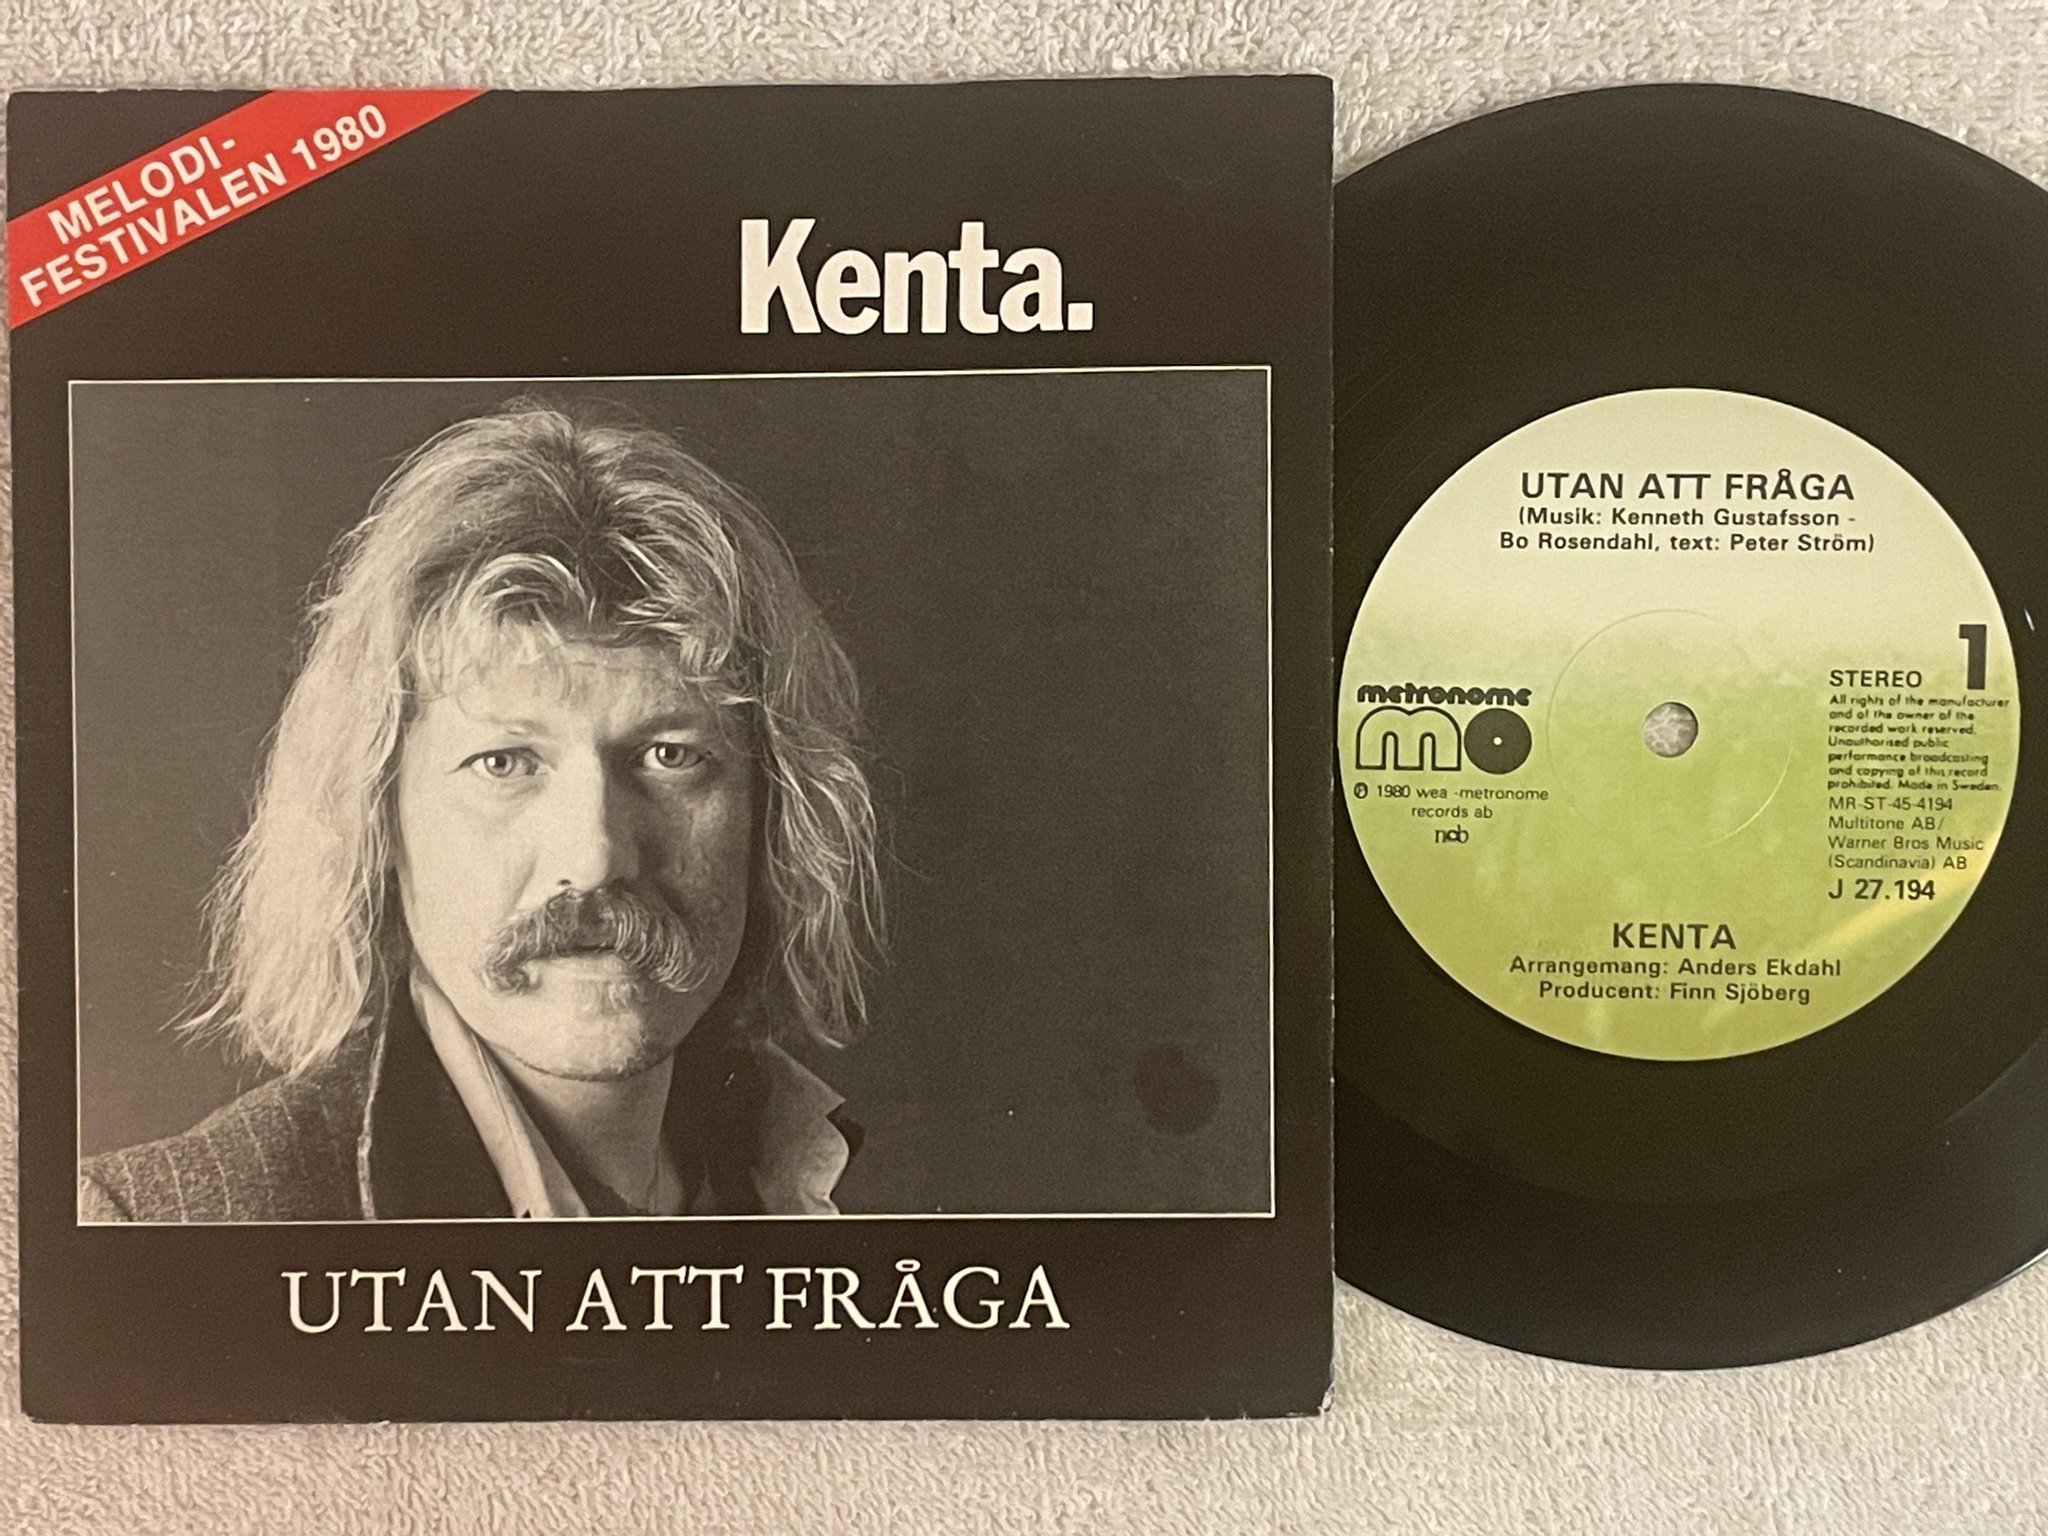 MELODI-
FESTIVALEN 1980
Kenta.
UTAN ATT FRÅGA
UTAN ATT FRÅGA
(Musik: Kenneth Gustafsson -
Bo Rosendahl, text: Peter Ström)
1
metronome
mo
℗ 1980 wea -metronome
records ab
ncb
STEREO
All rights of the manufacturer
and of the owner of the
recorded work reserved.
Unauthorised public
performance broadcasting
and copying of this record
prohibited. Made in Sweden.
MR-ST-45-4194
Multitone AB/
Warner Bros Music
(Scandinavia) AB
J 27.194
KENTA
Arrangemang: Anders Ekdahl
Producent: Finn Sjöberg